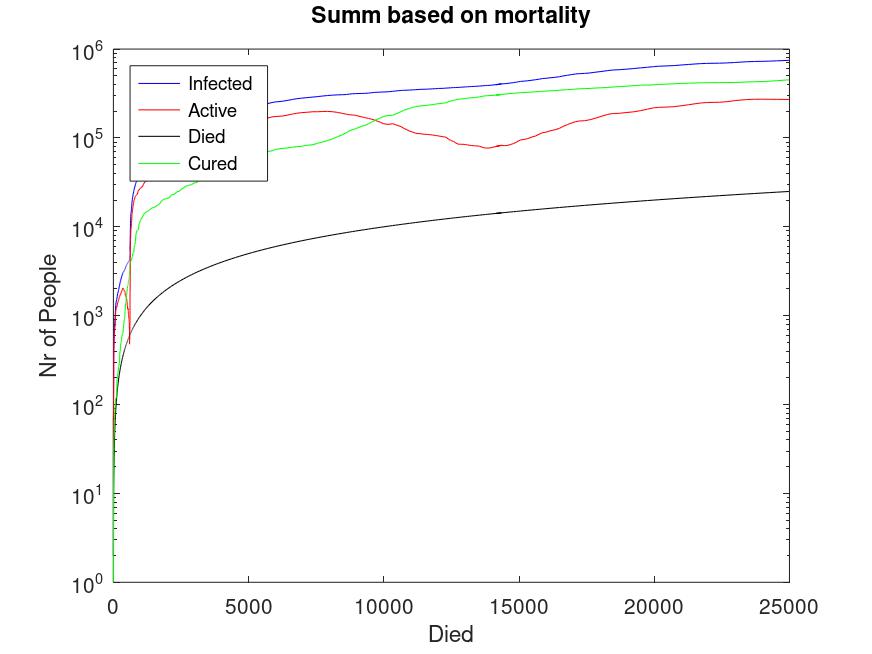 Summ based on mortality
10^6
10^5
10^4
10^3
10^2
10^1
10^0
Nr of People
Infected
Active
Died
Cured
0 5000 10000 15000 20000 25000
Died